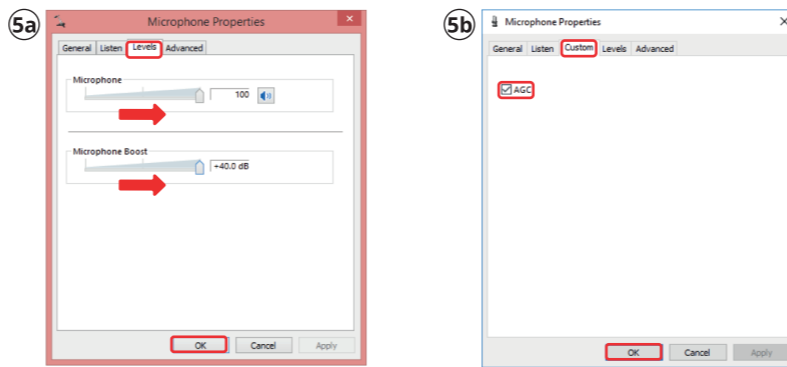 5a
Microphone Properties
General Listen Levels Advanced
Microphone
100
Microphone Boost
+40.0 dB
OK Cancel Apply
5b
Microphone Properties
General Listen Custom Levels Advanced
AGC
OK Cancel Apply